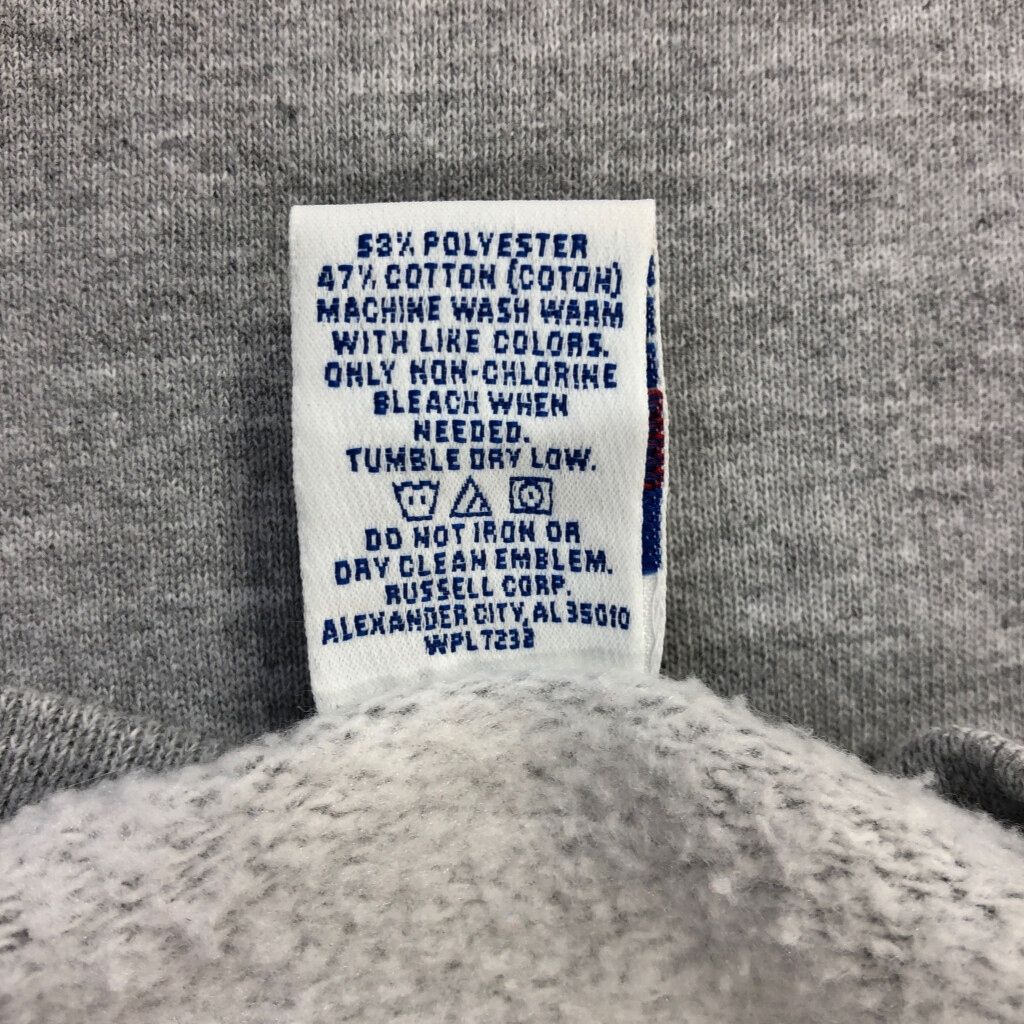 53% POLYESTER
47% COTTON (COTON)
MACHINE WASH WARM
WITH LIKE COLORS.
ONLY NON-CHLORINE
BLEACH WHEN
NEEDED.
TUMBLE DRY LOW.
DO NOT IRON OR
DRY CLEAN EMBLEM.
RUSSELL CORP.
ALEXANDER CITY, AL 35010
WPL 7232